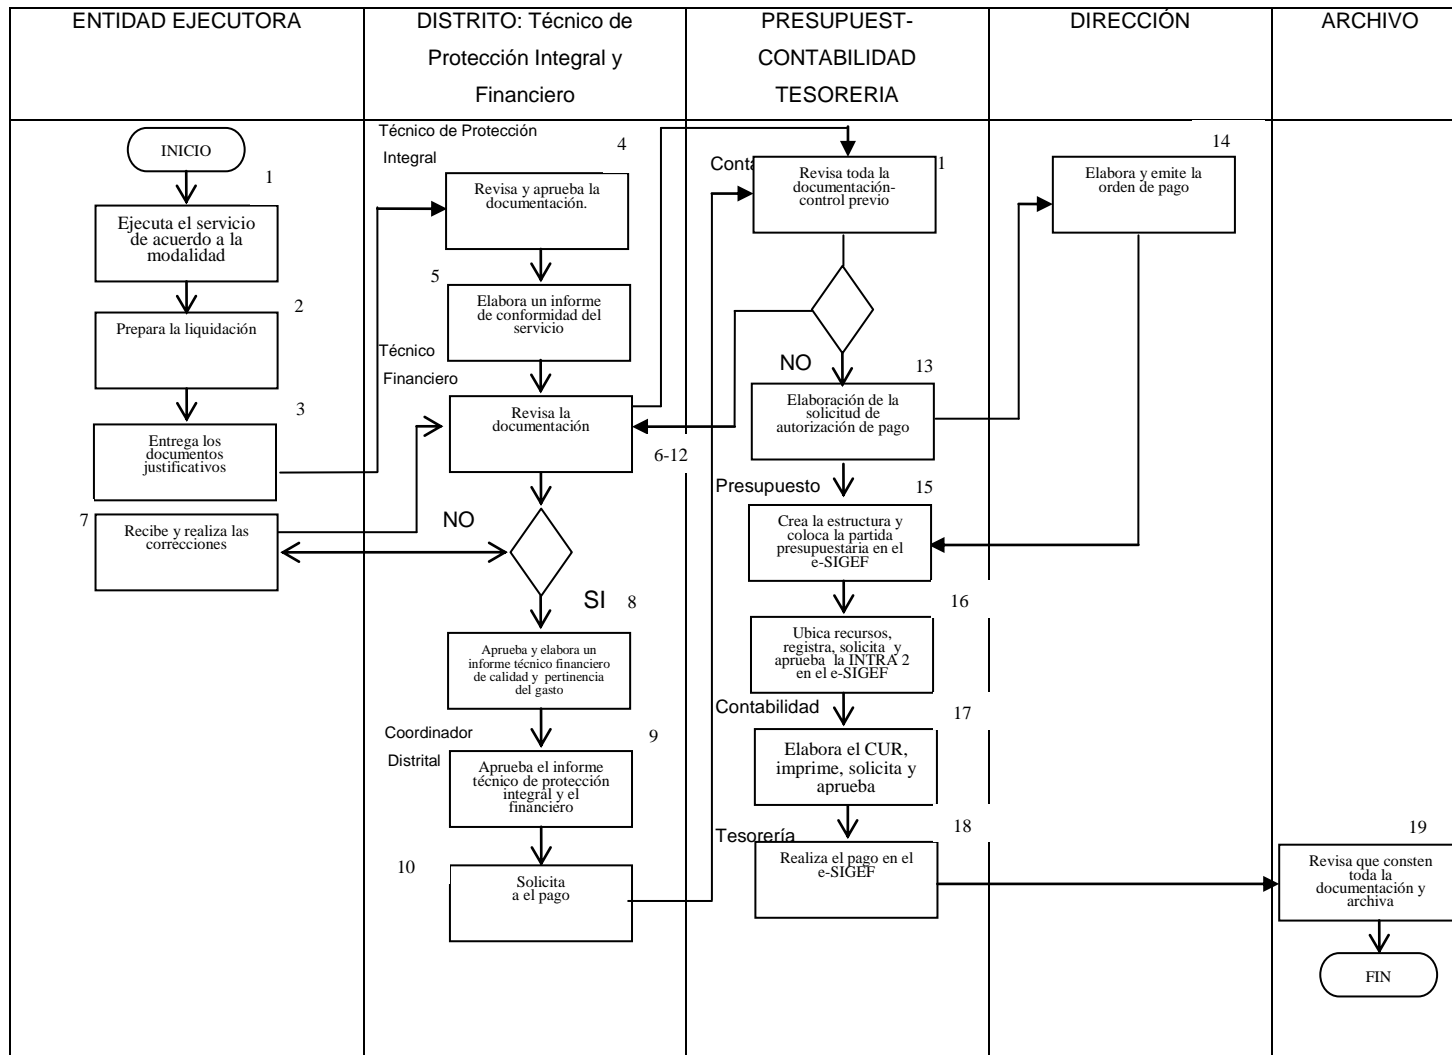 ENTIDAD EJECUTORA
DISTRITO: Técnico de
Protección Integral y
Financiero
PRESUPUEST-
CONTABILIDAD
TESORERIA
DIRECCIÓN
ARCHIVO
INICIO
1
Ejecuta el servicio
de acuerdo a la
modalidad
2
Prepara la liquidación
3
Entrega los
documentos
justificativos
7
Recibe y realiza las
correcciones
Técnico de Protección
Integral
4
Revisa y aprueba la
documentación.
5
Elabora un informe
de conformidad del
servicio
Técnico
Financiero
Revisa la
documentación
6-12
NO
SI
8
Aprueba y elabora un
informe técnico financiero
de calidad y pertinencia
del gasto
Coordinador
Distrital
9
Aprueba el informe
técnico de protección
integral y el
financiero
10
Solicita
a el pago
1
Revisa toda la
documentación-
control previo
NO
13
Elaboración de la
solicitud de
autorización de pago
Presupuesto
15
Crea la estructura y
coloca la partida
presupuestaria en el
e-SIGEF
16
Ubica recursos,
registra, solicita y
aprueba la INTRA 2
en el e-SIGEF
Contabilidad
17
Elabora el CUR,
imprime, solicita y
aprueba
Tesorería
18
Realiza el pago en el
e-SIGEF
14
Elabora y emite la
orden de pago
19
Revisa que consten
toda la
documentación y
archiva
FIN